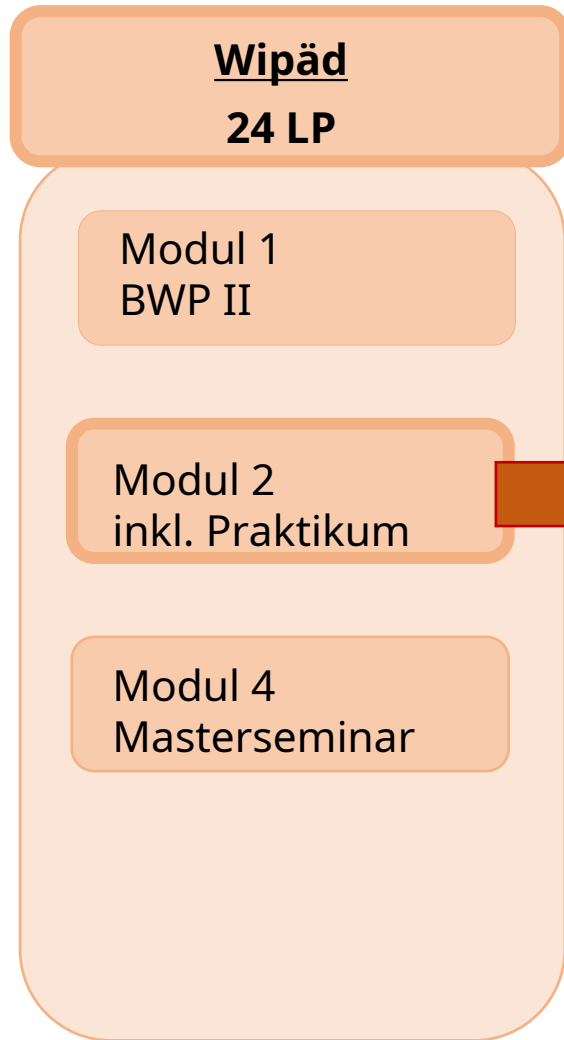 Wipäd
24 LP
Modul 1
BWP II
Modul 2
inkl. Praktikum
Modul 4
Masterseminar